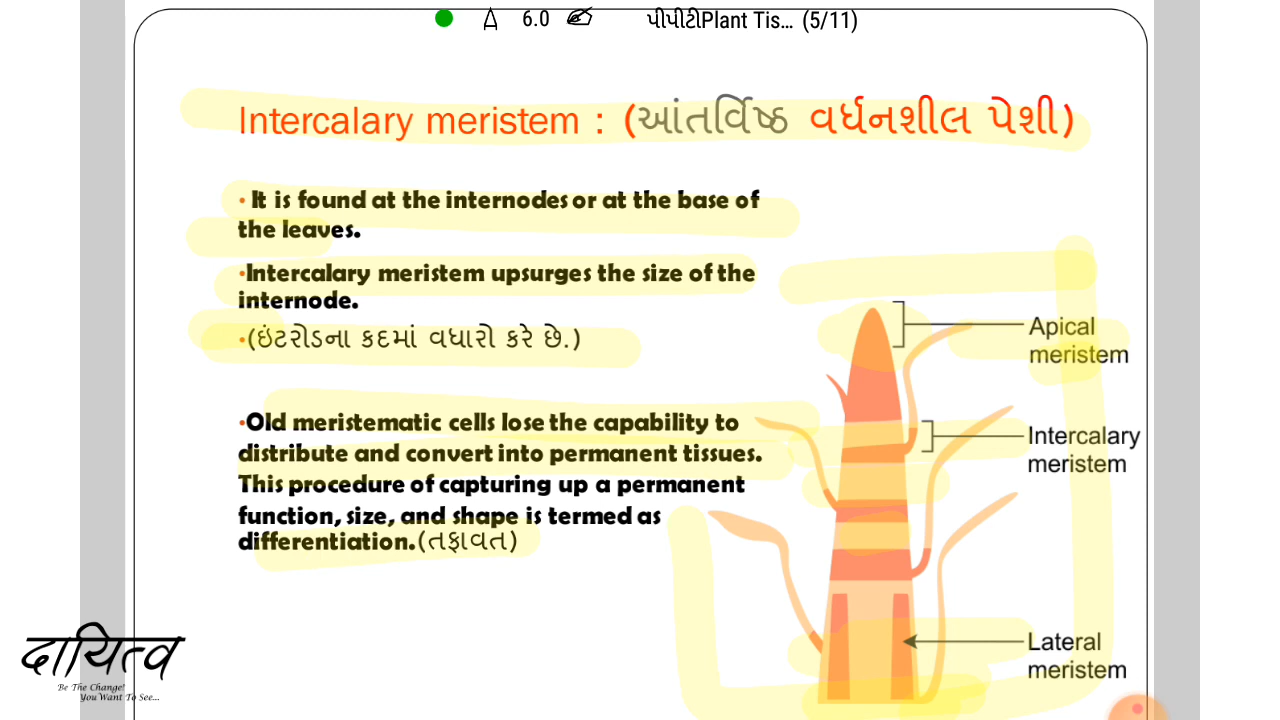 6.0 પીપીટીPlant Tis... (5/11)
Intercalary meristem : (આંતર્વિષ્ઠ વર્ધનશીલ પેશી)
• It is found at the internodes or at the base of
the leaves.
•Intercalary meristem upsurges the size of the
internode.
•(ઇંટરોડના કદમાં વધારો કરે છે.)
•Old meristematic cells lose the capability to
distribute and convert into permanent tissues.
This procedure of capturing up a permanent
function, size, and shape is termed as
differentiation.(તફાવત)
Apical
meristem
Intercalary
meristem
Lateral
meristem
दायित्व
Be The Change!
You Want To See...